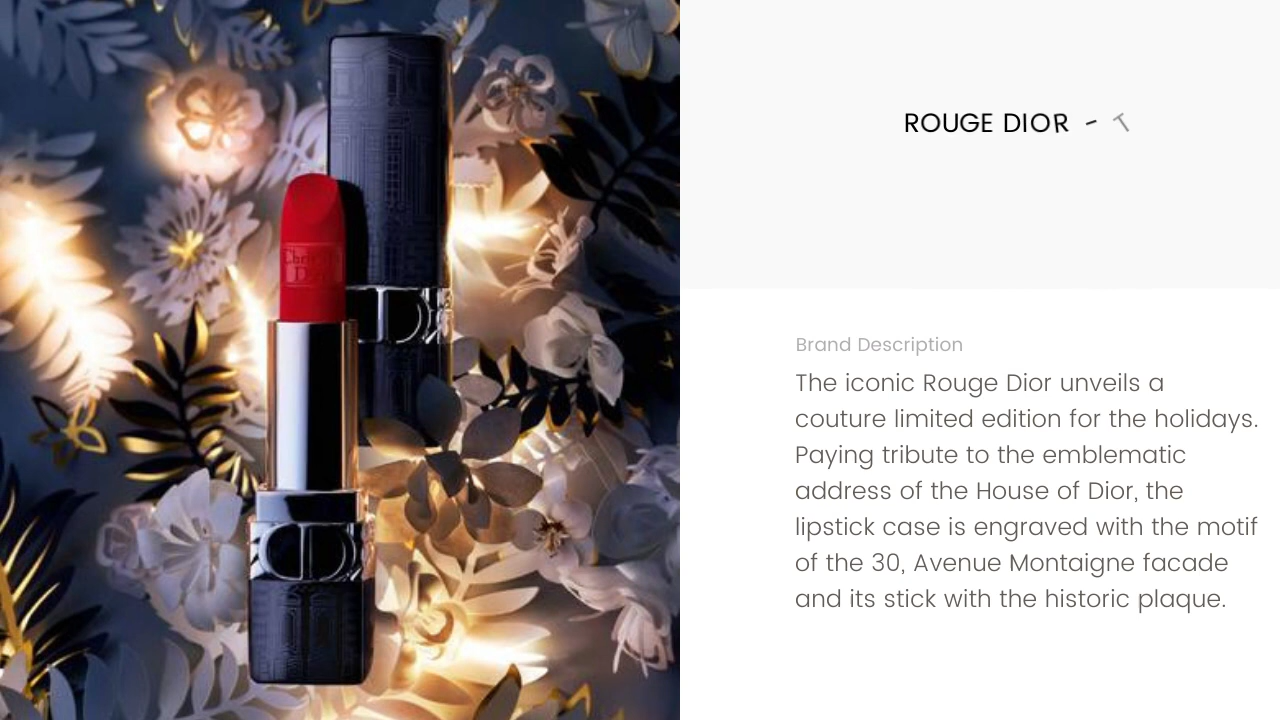 ROUGE DIOR - T
Brand Description
The iconic Rouge Dior unveils a
couture limited edition for the holidays.
Paying tribute to the emblematic
address of the House of Dior, the
lipstick case is engraved with the motif
of the 30, Avenue Montaigne facade
and its stick with the historic plaque.
CD